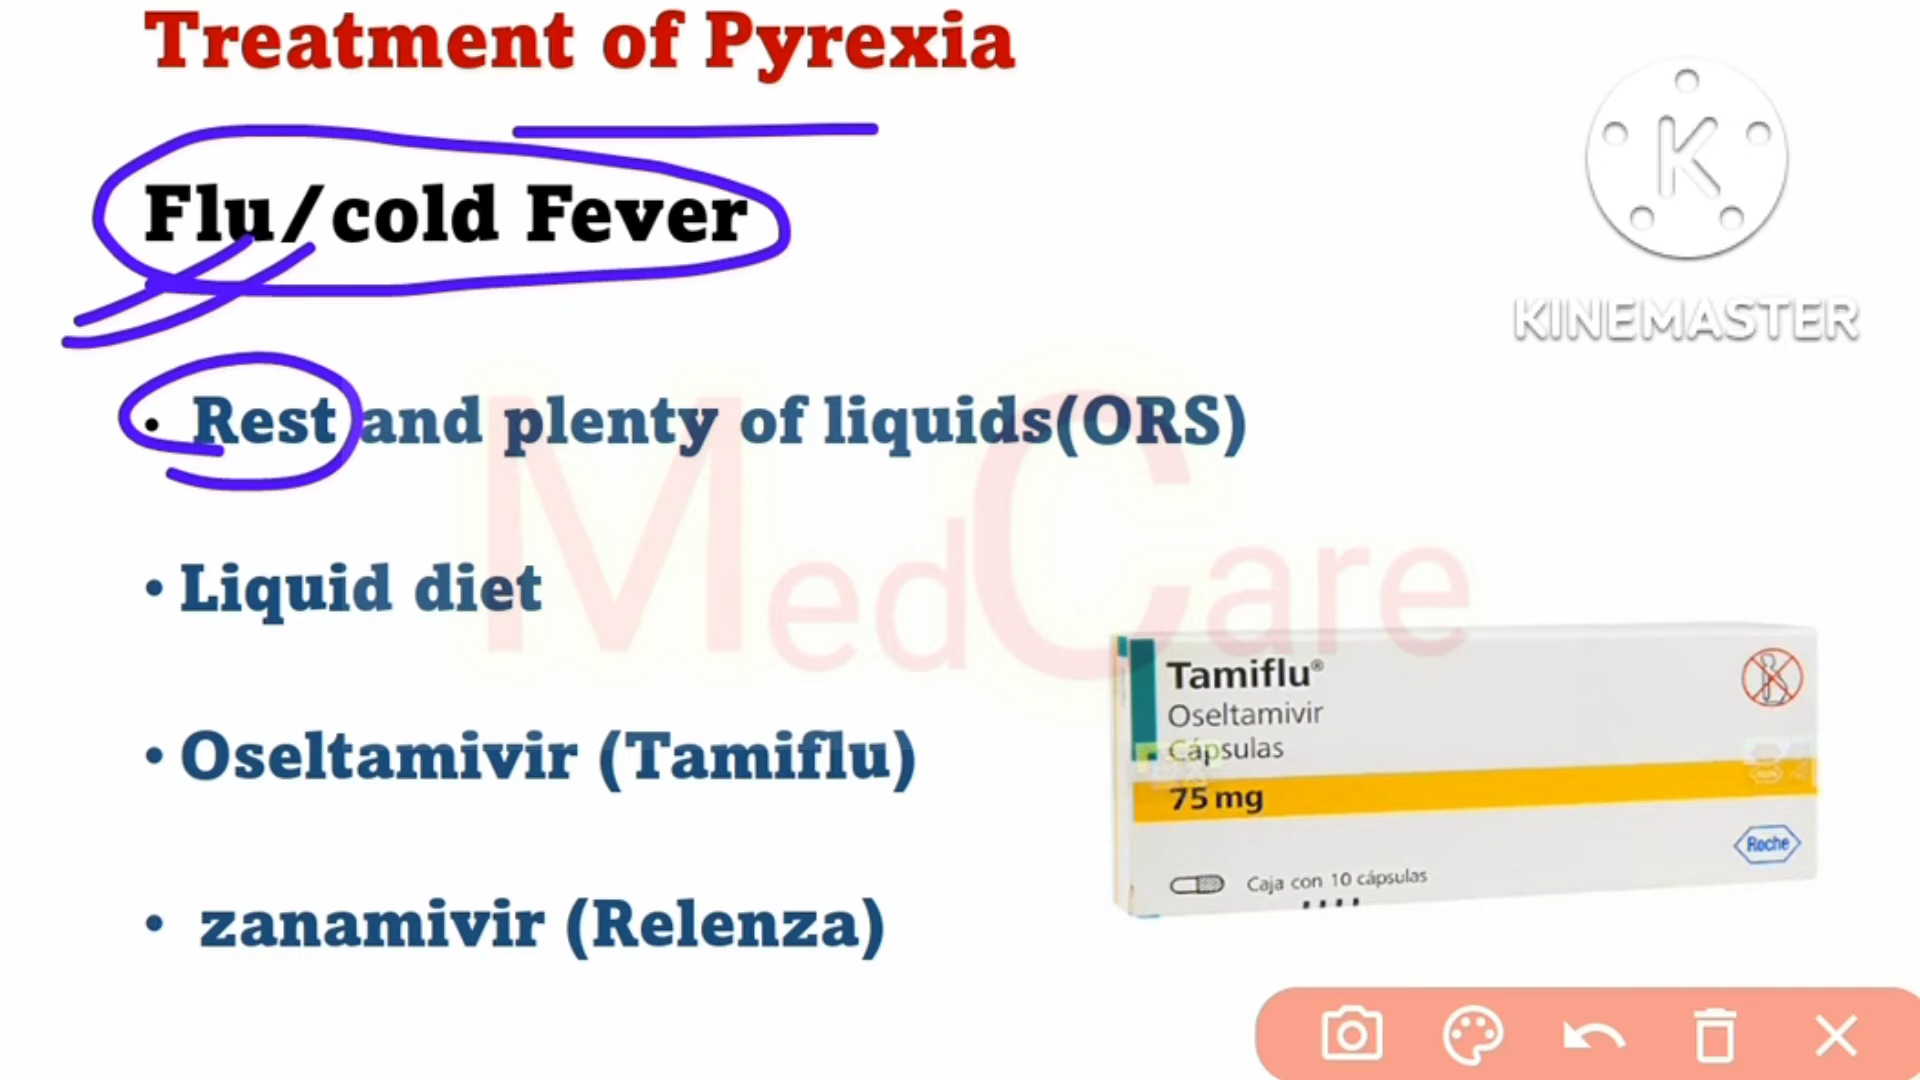 Treatment of Pyrexia
Flu/cold Fever
• Rest and plenty of liquids(ORS)
• Liquid diet
• Oseltamivir (Tamiflu)
• zanamivir (Relenza)
KINEMASTER
MedCare
Tamiflu®
Oseltamivir
Cápsulas
75 mg
Roche
Caja con 10 cápsulas